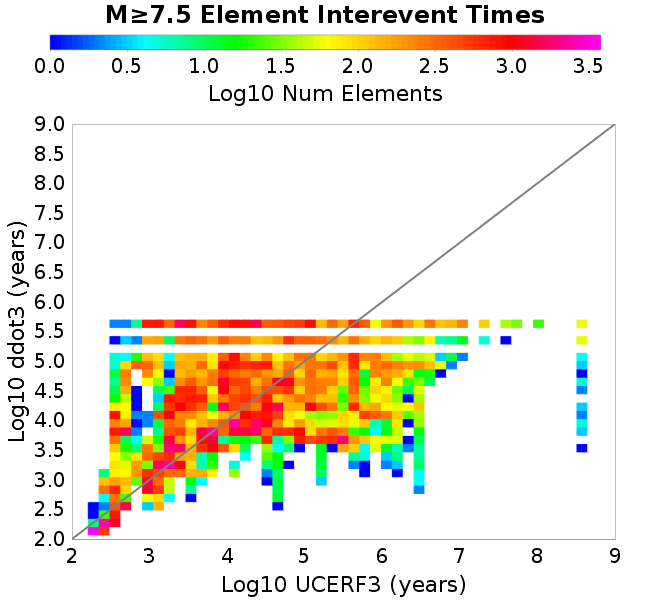 M≥7.5 Element Interevent Times
0.0 0.5 1.0 1.5 2.0 2.5 3.0 3.5
Log10 Num Elements
9.0
8.5
8.0
7.5
7.0
6.5
6.0
5.5
5.0
4.5
4.0
3.5
3.0
2.5
2.0
Log10 ddot3 (years)
2 3 4 5 6 7 8 9
Log10 UCERF3 (years)